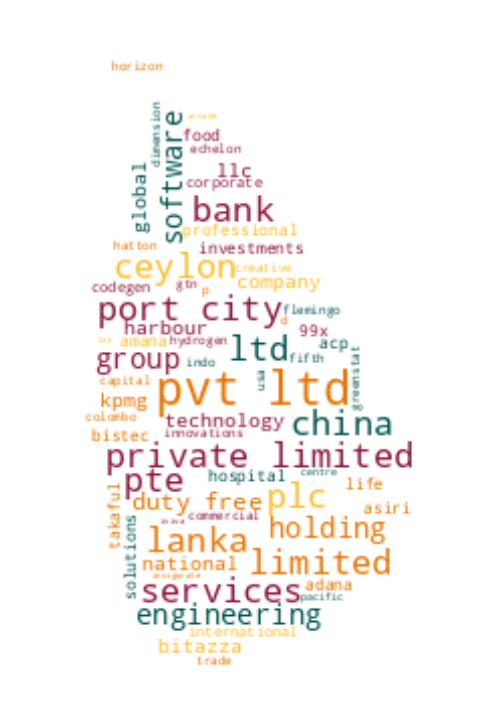 horizon
dimension
arcade
software
food
echelon
global
llc
corporate
bank
professional
hatton
investments
ceylon
creative
codegen
gtn
p
company
port city
flemingo
d
harbour
99x
amana
hydrogen
ltd
acp
group
indo
fifth
greenstat
capital
pvt ltd
usa
kpmg
colombo
technology
china
bistec
innovations
private limited
pte
hospital
centre
takaful
duty free
plc
life
asiri
commercial
holding
solutions
lanka
national
limited
services
adana
pacific
engineering
international
bitazza
trade